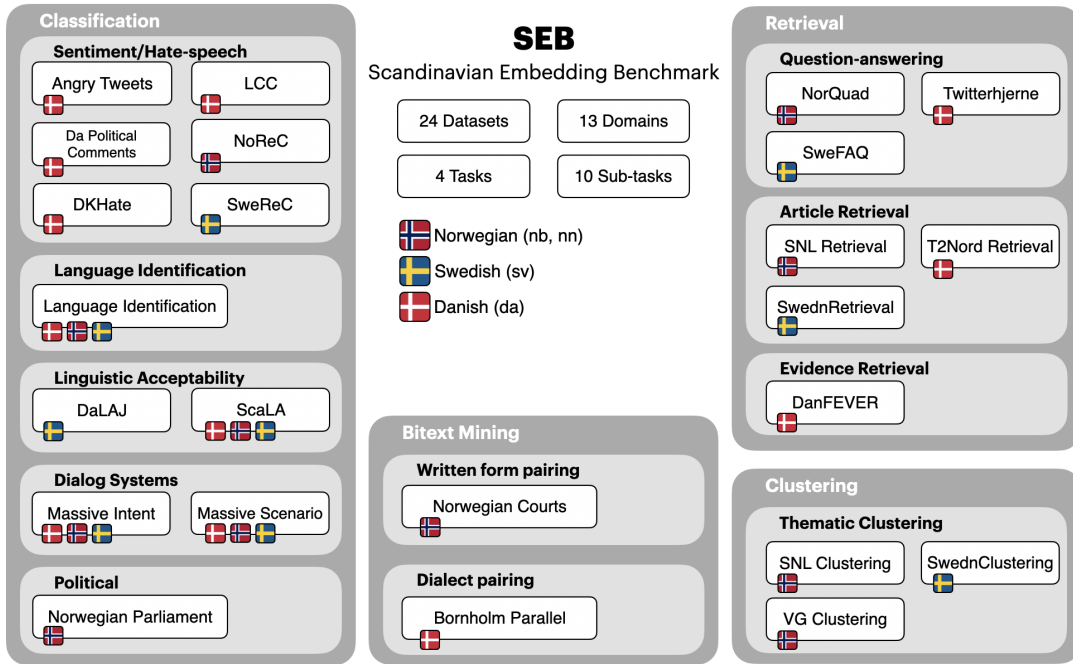 Classification
Sentiment/Hate-speech
Angry Tweets
LCC
Da Political
Comments
NoReC
DKHate
SweReC
Language Identification
Language Identification
Linguistic Acceptability
DaLAJ
ScaLA
Dialog Systems
Massive Intent
Massive Scenario
Political
Norwegian Parliament
SEB
Scandinavian Embedding Benchmark
24 Datasets
13 Domains
4 Tasks
10 Sub-tasks
Norwegian (nb, nn)
Swedish (sv)
Danish (da)
Bitext Mining
Written form pairing
Norwegian Courts
Dialect pairing
Bornholm Parallel
Retrieval
Question-answering
NorQuad
Twitterhjerne
SweFAQ
Article Retrieval
SNL Retrieval
T2Nord Retrieval
SwednRetrieval
Evidence Retrieval
DanFEVER
Clustering
Thematic Clustering
SNL Clustering
SwednClustering
VG Clustering